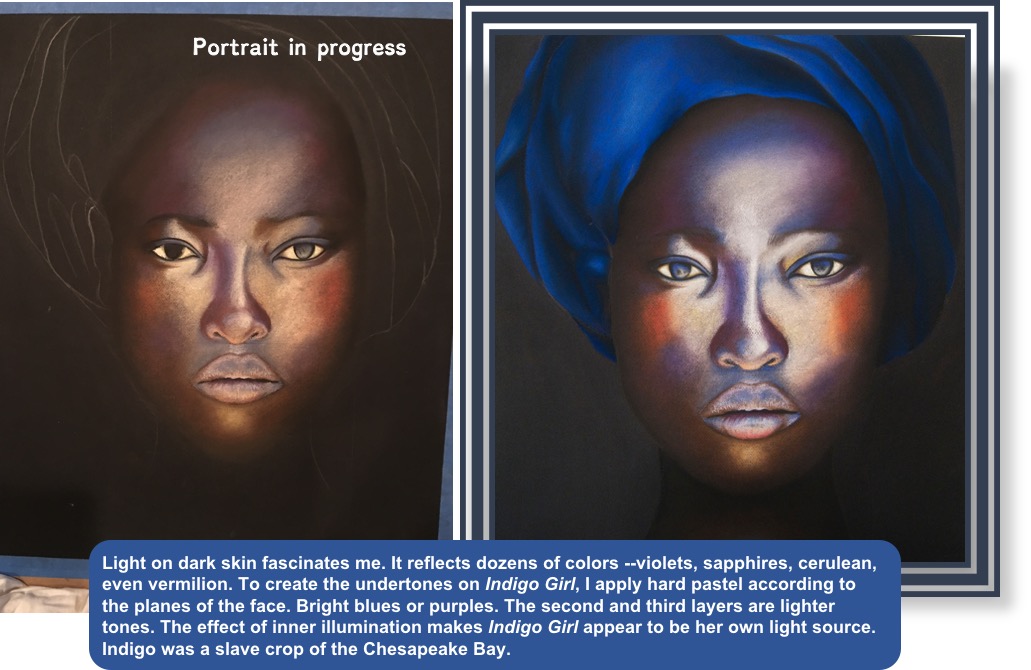 Portrait in progress
Light on dark skin fascinates me. It reflects dozens of colors --violets, sapphires, cerulean,
even vermilion. To create the undertones on Indigo Girl, I apply hard pastel according to
the planes of the face. Bright blues or purples. The second and third layers are lighter
tones. The effect of inner illumination makes Indigo Girl appear to be her own light source.
Indigo was a slave crop of the Chesapeake Bay.